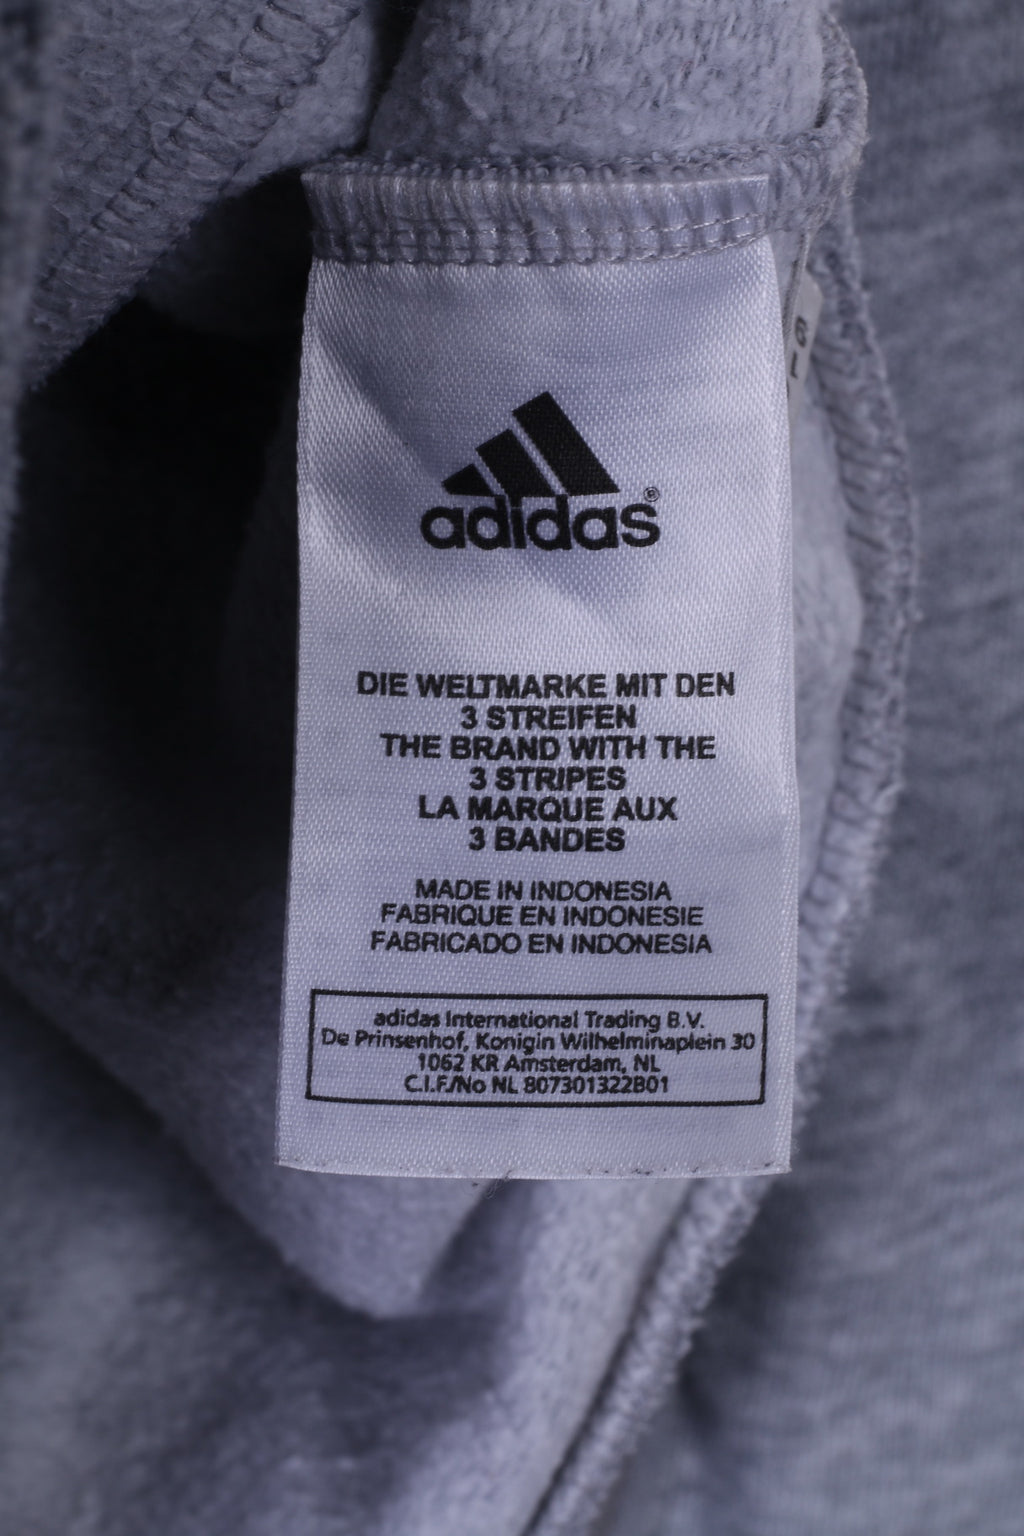 adidas®
DIE WELTMARKE MIT DEN
3 STREIFEN
THE BRAND WITH THE
3 STRIPES
LA MARQUE AUX
3 BANDES
MADE IN INDONESIA
FABRIQUE EN INDONESIE
FABRICADO EN INDONESIA
adidas International Trading B.V.
De Prinsenhof, Konigin Wilhelminaplein 30
1062 KR Amsterdam, NL
C.I.F./No NL 807301322B01